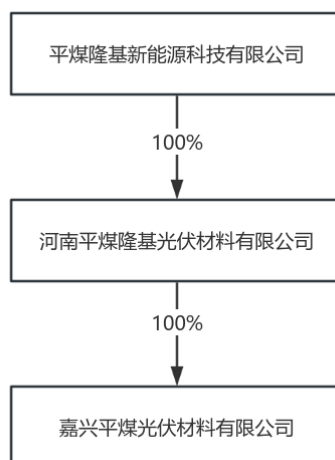 平煤隆基新能源科技有限公司
100%
河南平煤隆基光伏材料有限公司
100%
嘉兴平煤光伏材料有限公司